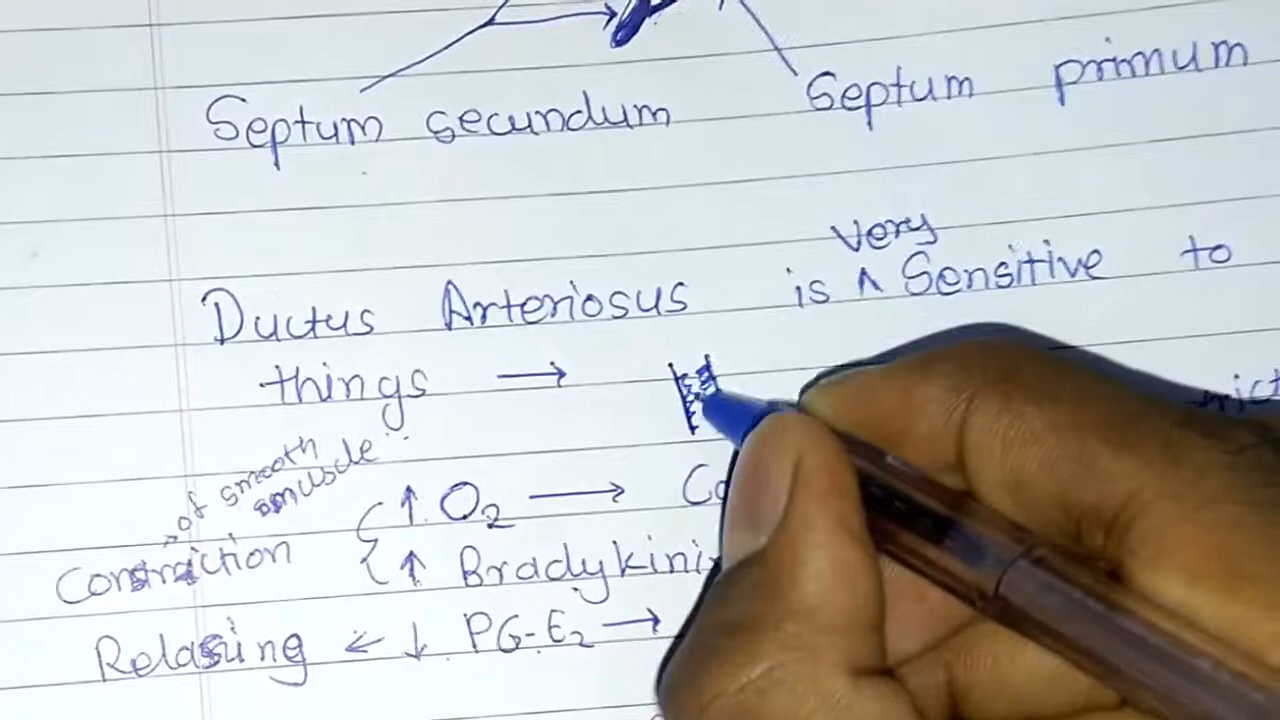 Septum secundum Septum primum
very
Ductus Arteriosus is ^ Sensitive to
things →
of smooth
muscle
{ ↑ O2 → Co
Constriction { ↑ Bradykini
Relaxing ← ↓ PG-E2 →